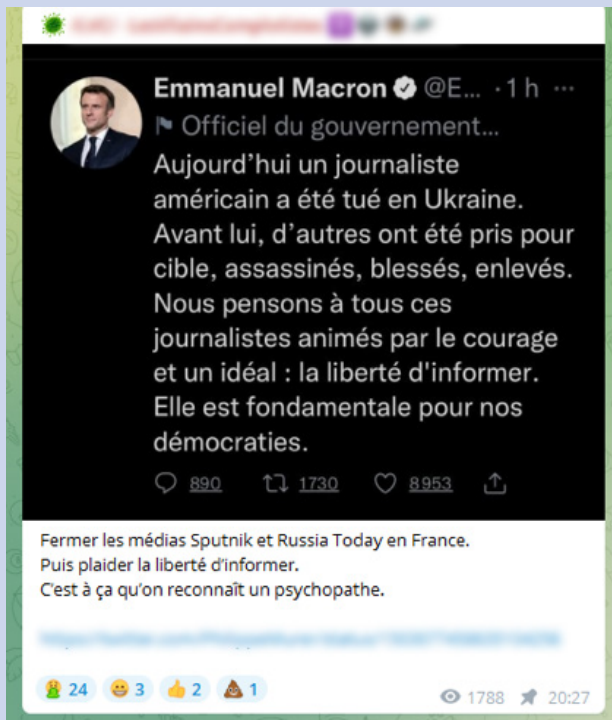 Emmanuel Macron @E... · 1 h ...
Officiel du gouvernement...
Aujourd'hui un journaliste
américain a été tué en Ukraine.
Avant lui, d'autres ont été pris pour
cible, assassinés, blessés, enlevés.
Nous pensons à tous ces
journalistes animés par le courage
et un idéal : la liberté d'informer.
Elle est fondamentale pour nos
démocraties.
890 1730 8953
Fermer les médias Sputnik et Russia Today en France.
Puis plaider la liberté d'informer.
C'est à ça qu'on reconnaît un psychopathe.
24 3 2 1
1788 20:27